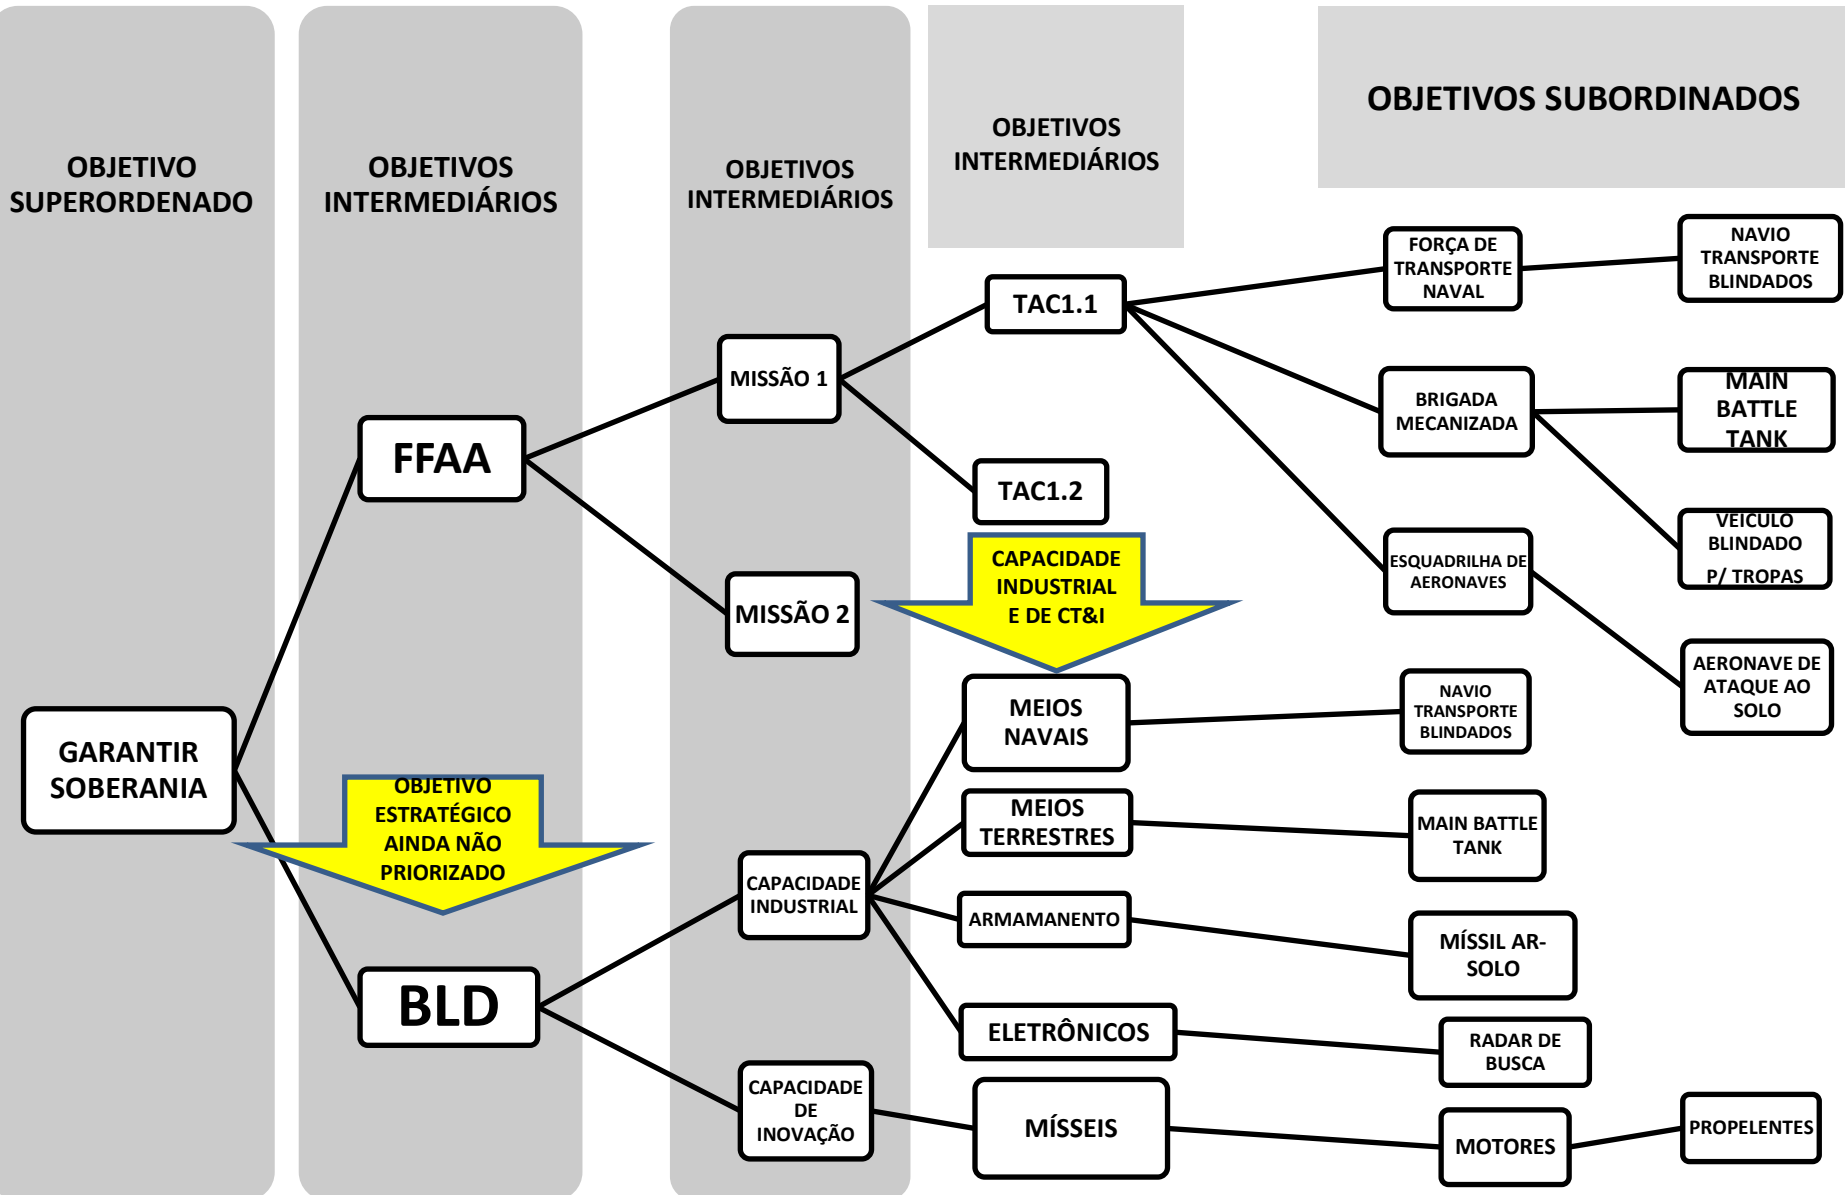 OBJETIVO
SUPERORDENADO
OBJETIVOS
INTERMEDIÁRIOS
OBJETIVOS
INTERMEDIÁRIOS
OBJETIVOS
INTERMEDIÁRIOS
OBJETIVOS SUBORDINADOS
GARANTIR
SOBERANIA
FFAA
OBJETIVO
ESTRATÉGICO
AINDA NÃO
PRIORIZADO
BLD
MISSÃO 1
MISSÃO 2
CAPACIDADE
INDUSTRIAL
CAPACIDADE
DE
INOVAÇÃO
TAC1.1
TAC1.2
CAPACIDADE
INDUSTRIAL
E DE CT&I
MEIOS
NAVAIS
MEIOS
TERRESTRES
ARMAMANENTO
ELETRÔNICOS
MÍSSEIS
FORÇA DE
TRANSPORTE
NAVAL
BRIGADA
MECANIZADA
ESQUADRILHA DE
AERONAVES
NAVIO
TRANSPORTE
BLINDADOS
MAIN BATTLE
TANK
MÍSSIL AR-
SOLO
RADAR DE
BUSCA
MOTORES
NAVIO
TRANSPORTE
BLINDADOS
MAIN
BATTLE
TANK
VEICULO
BLINDADO
P/ TROPAS
AERONAVE DE
ATAQUE AO
SOLO
PROPELENTES